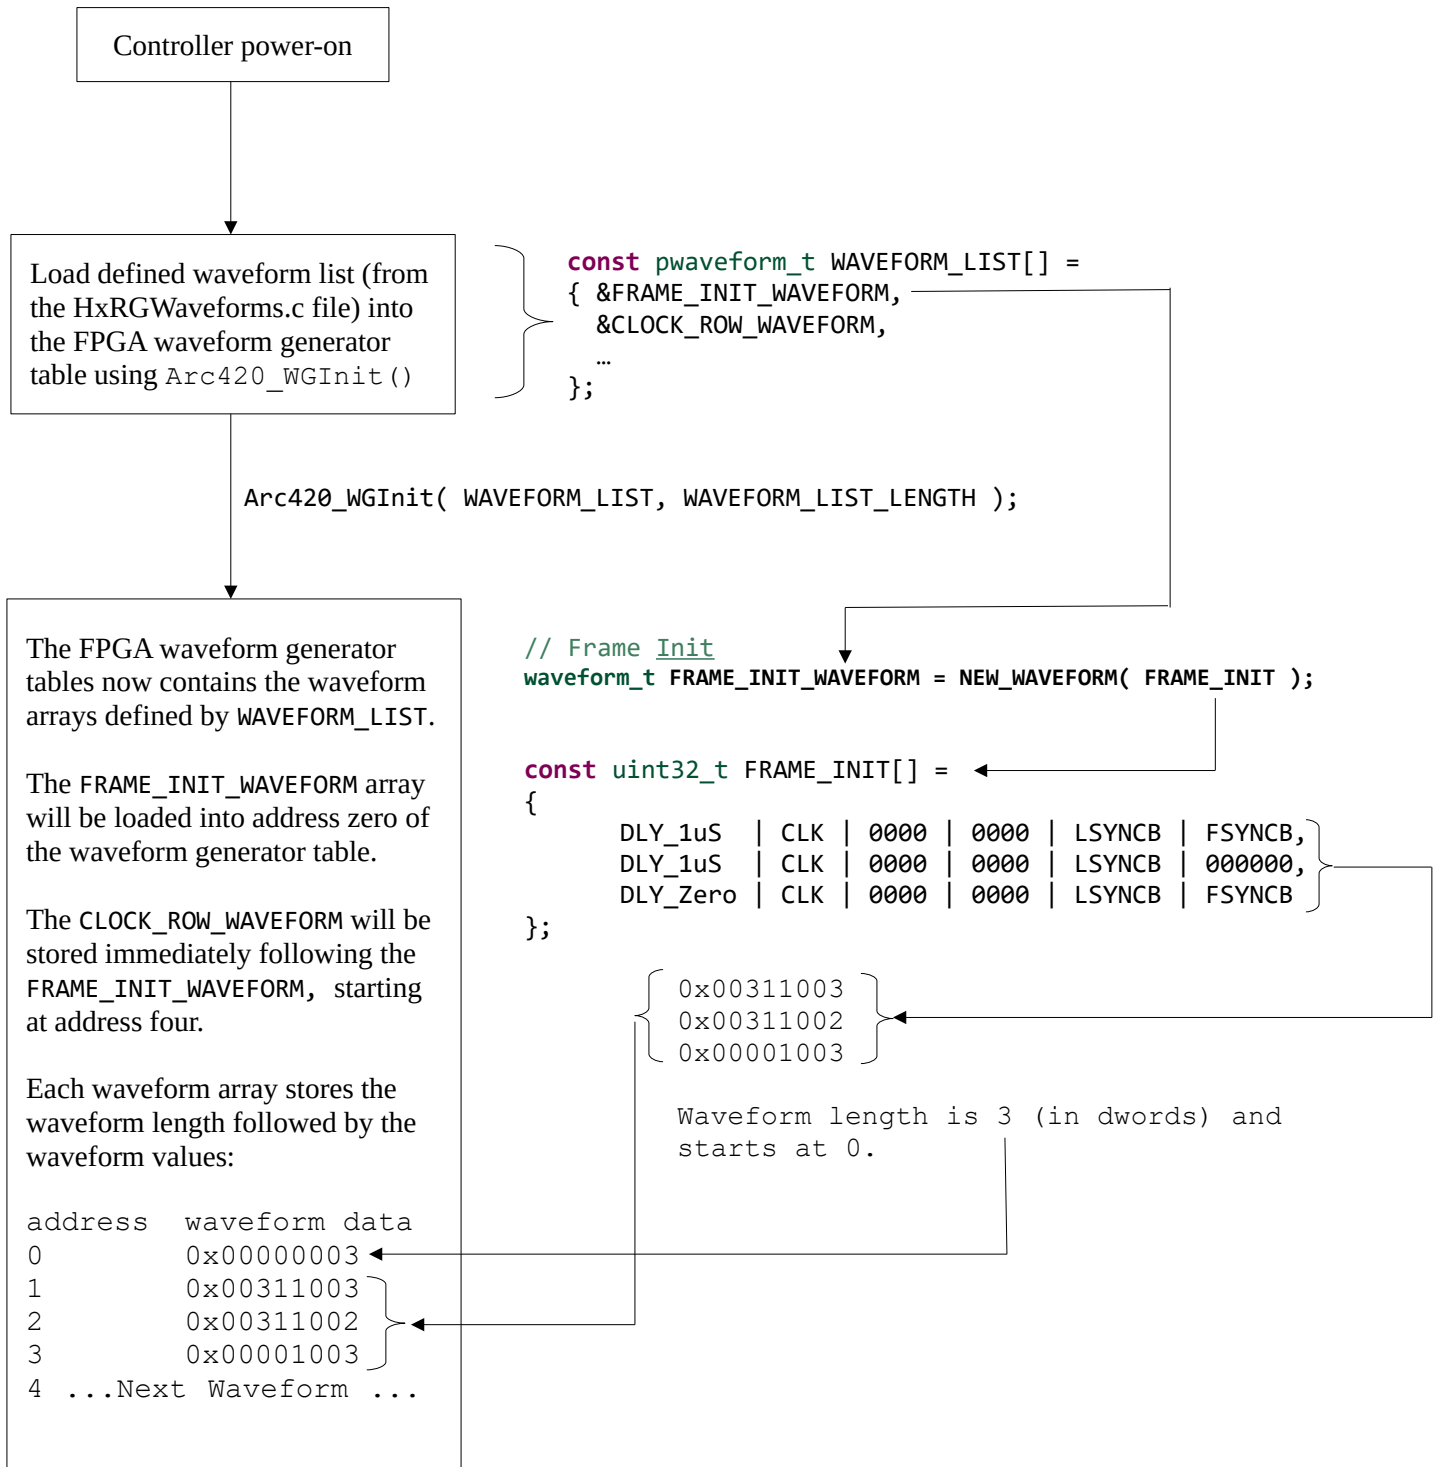 Controller power-on
Load defined waveform list (from
the HxRGWaveforms.c file) into
the FPGA waveform generator
table using Arc420_WGInit()
const pwaveform_t WAVEFORM_LIST[] =
{ &FRAME_INIT_WAVEFORM,
&CLOCK_ROW_WAVEFORM,
…
};
Arc420_WGInit( WAVEFORM_LIST, WAVEFORM_LIST_LENGTH );
The FPGA waveform generator
tables now contains the waveform
arrays defined by WAVEFORM_LIST.
The FRAME_INIT_WAVEFORM array
will be loaded into address zero of
the waveform generator table.
The CLOCK_ROW_WAVEFORM will be
stored immediately following the
FRAME_INIT_WAVEFORM, starting
at address four.
Each waveform array stores the
waveform length followed by the
waveform values:
address waveform data
0 0x00000003
1 0x00311003
2 0x00311002
3 0x00001003
4 ...Next Waveform ...
// Frame Init
waveform_t FRAME_INIT_WAVEFORM = NEW_WAVEFORM( FRAME_INIT );
const uint32_t FRAME_INIT[] =
{
DLY_1uS | CLK | 0000 | 0000 | LSYNCB | FSYNCB,
DLY_1uS | CLK | 0000 | 0000 | LSYNCB | 000000,
DLY_Zero | CLK | 0000 | 0000 | LSYNCB | FSYNCB
};
0x00311003
0x00311002
0x00001003
Waveform length is 3 (in dwords) and
starts at 0.